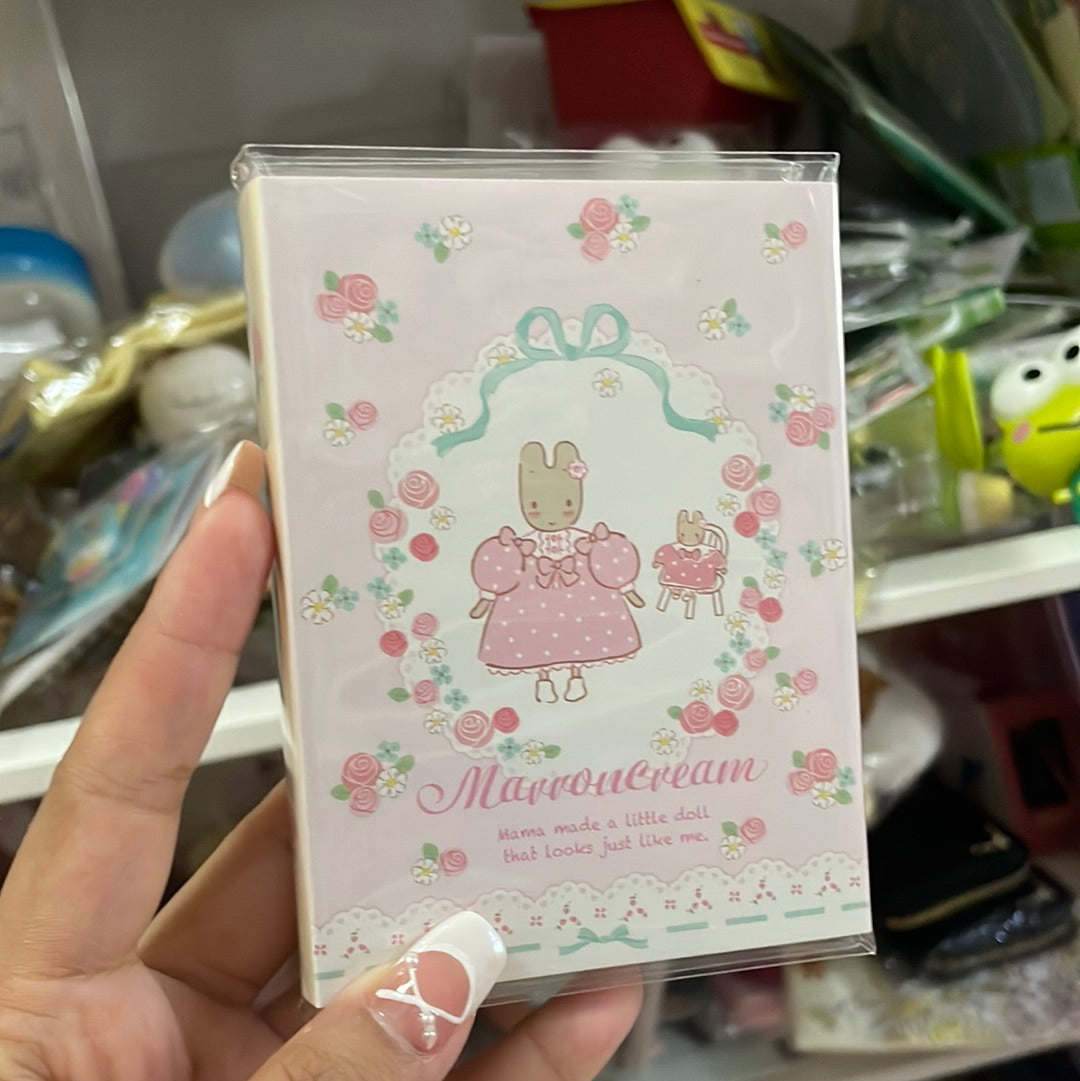 Marroncream
Mama made a little doll
that looks just like me.